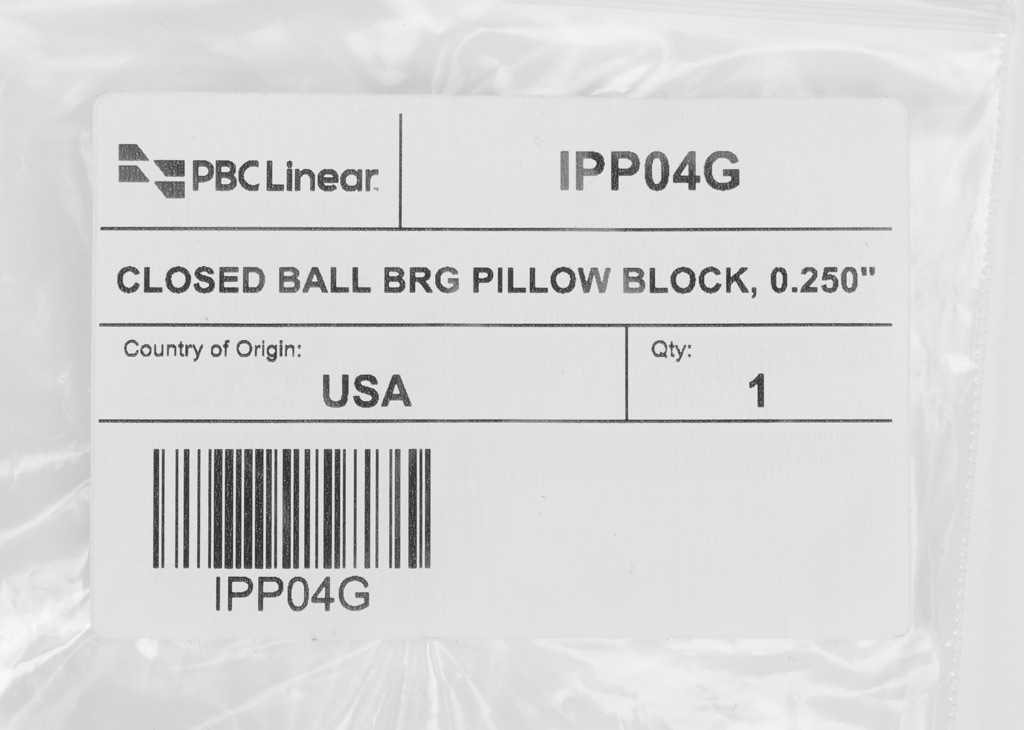 PBC Linear
IPP04G
CLOSED BALL BRG PILLOW BLOCK, 0.250"
Country of Origin:
USA
Qty:
1
IPP04G